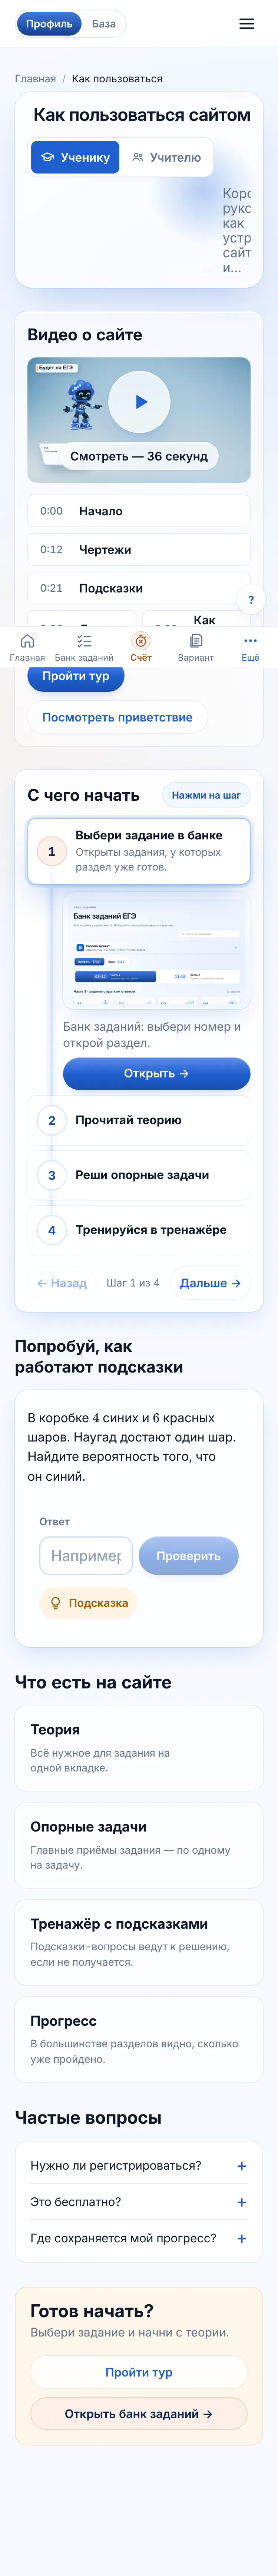 Профиль База
Главная / Как пользоваться
Как пользоваться сайтом
Ученику Учителю
как
и...
Видео о сайте
Будет на ЕГЭ
Смотреть — 36 секунд
0:00 Начало
0:12 Чертежи
0:21 Подсказки
Как
?
Главная Банк заданий Счёт Вариант Ещё
Пройти тур
Посмотреть приветствие
С чего начать
Нажми на шаг
1 Выбери задание в банке
Открыты задания, у которых
раздел уже готов.
Банк заданий ЕГЭ
Банк заданий: выбери номер и
открой раздел.
Открыть →
2 Прочитай теорию
3 Реши опорные задачи
4 Тренируйся в тренажёре
← Назад Шаг 1 из 4 Дальше →
Попробуй, как
работают подсказки
В коробке 4 синих и 6 красных
шаров. Наугад достают один шар.
Найдите вероятность того, что
он синий.
Ответ
Проверить
Подсказка
Что есть на сайте
Теория
Всё нужное для задания на
одной вкладке.
Опорные задачи
Главные приёмы задания — по одному
на задачу.
Тренажёр с подсказками
Подсказки-вопросы ведут к решению,
если не получается.
Прогресс
В большинстве разделов видно, сколько
уже пройдено.
Частые вопросы
Нужно ли регистрироваться? +
Это бесплатно? +
Где сохраняется мой прогресс? +
Готов начать?
Выбери задание и начни с теории.
Пройти тур
Открыть банк заданий →